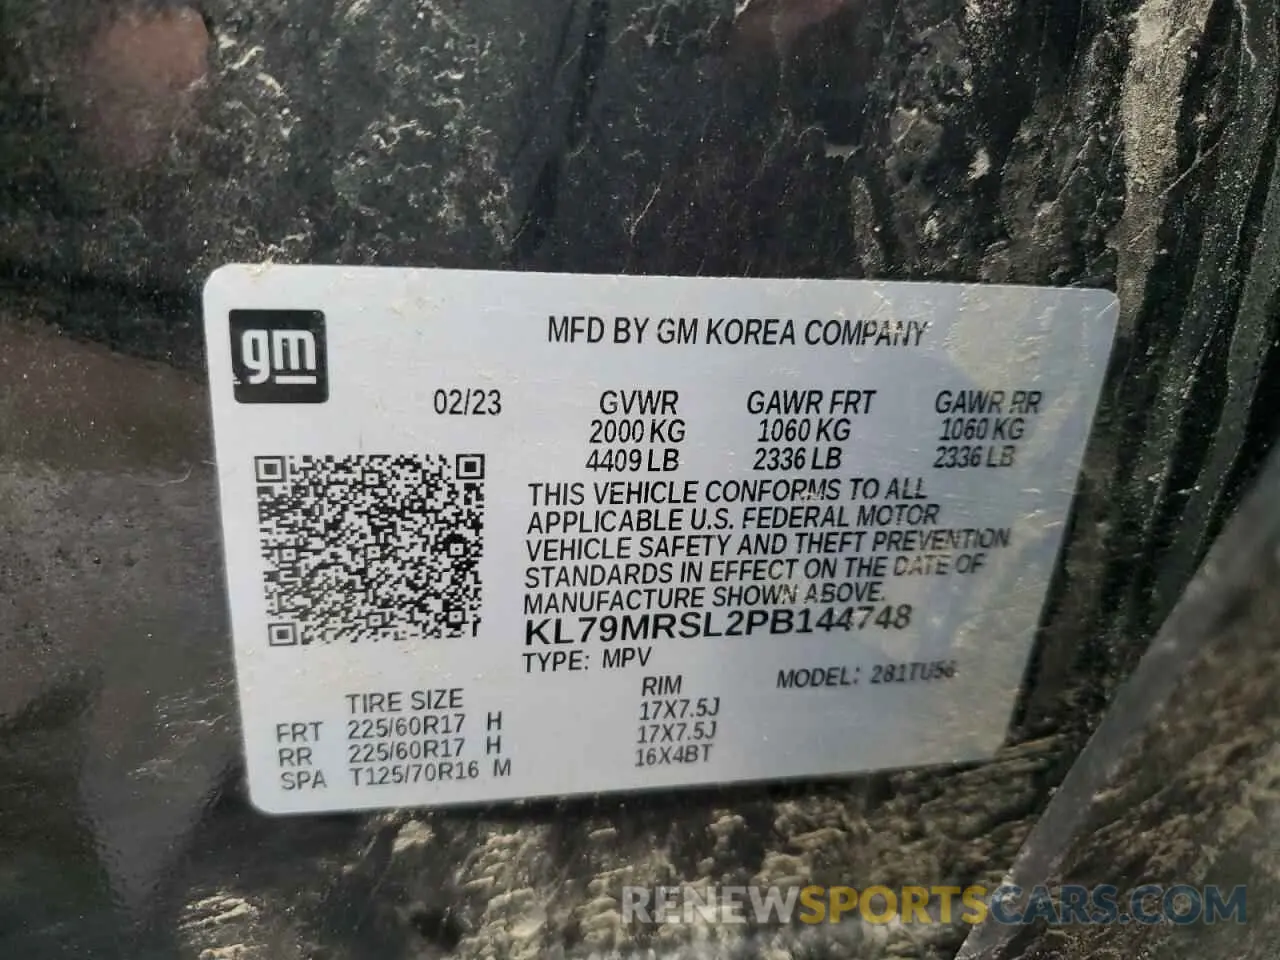 gm
MFD BY GM KOREA COMPANY
02/23 GVWR GAWR FRT GAWR RR
2000 KG 1060 KG 1060 KG
4409 LB 2336 LB 2336 LB
THIS VEHICLE CONFORMS TO ALL
APPLICABLE U.S. FEDERAL MOTOR
VEHICLE SAFETY AND THEFT PREVENTION
STANDARDS IN EFFECT ON THE DATE OF
MANUFACTURE SHOWN ABOVE.
KL79MRSL2PB144748
TYPE: MPV MODEL: 281TU56
TIRE SIZE RIM
FRT 225/60R17 H 17X7.5J
RR 225/60R17 H 17X7.5J
SPA T125/70R16 M 16X4BT
RENEWSPORTSCARS.COM